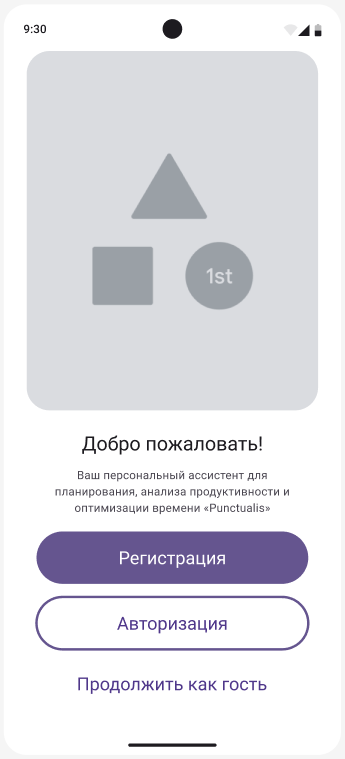 9:30
1st
Добро пожаловать!
Ваш персональный ассистент для
планирования, анализа продуктивности и
оптимизации времени «Punctualis»
Регистрация
Авторизация
Продолжить как гость